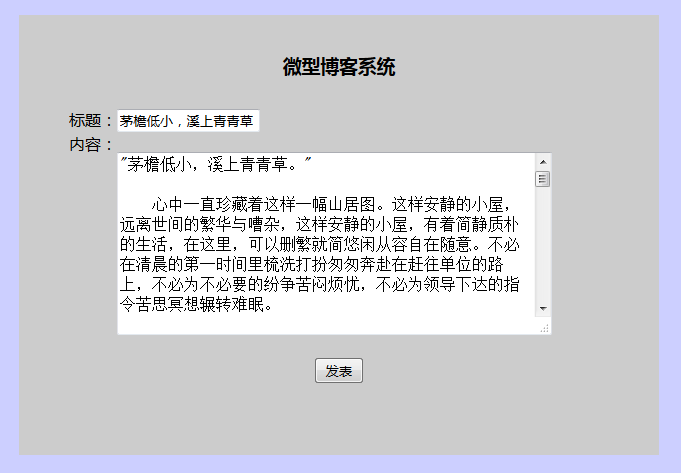 微型博客系统
标题：茅檐低小，溪上青青草
内容：
"茅檐低小，溪上青青草。"
心中一直珍藏着这样一幅山居图。这样安静的小屋，
远离世间的繁华与嘈杂，这样安静的小屋，有着简静质朴
的生活，在这里，可以删繁就简悠闲从容自在随意。不必
在清晨的第一时间里梳洗打扮匆匆奔赴在赶往单位的路
上，不必为不必要的纷争苦闷烦忧，不必为领导下达的指
令苦思冥想辗转难眠。
发表